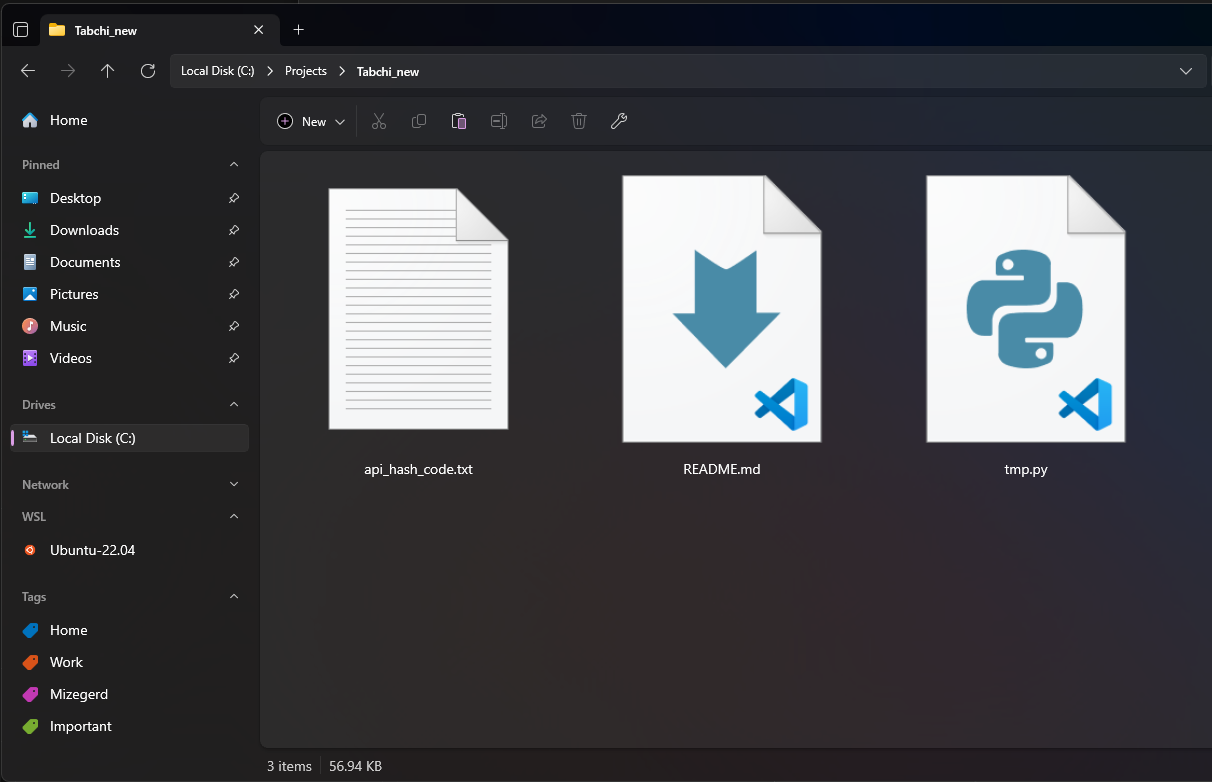 Tabchi_new
Local Disk (C:) Projects Tabchi_new
Home
Pinned
Desktop
Downloads
Documents
Pictures
Music
Videos
Drives
Local Disk (C:)
Network
WSL
Ubuntu-22.04
Tags
Home
Work
Mizegerd
Important
New
api_hash_code.txt
README.md
tmp.py
3 items 56.94 KB